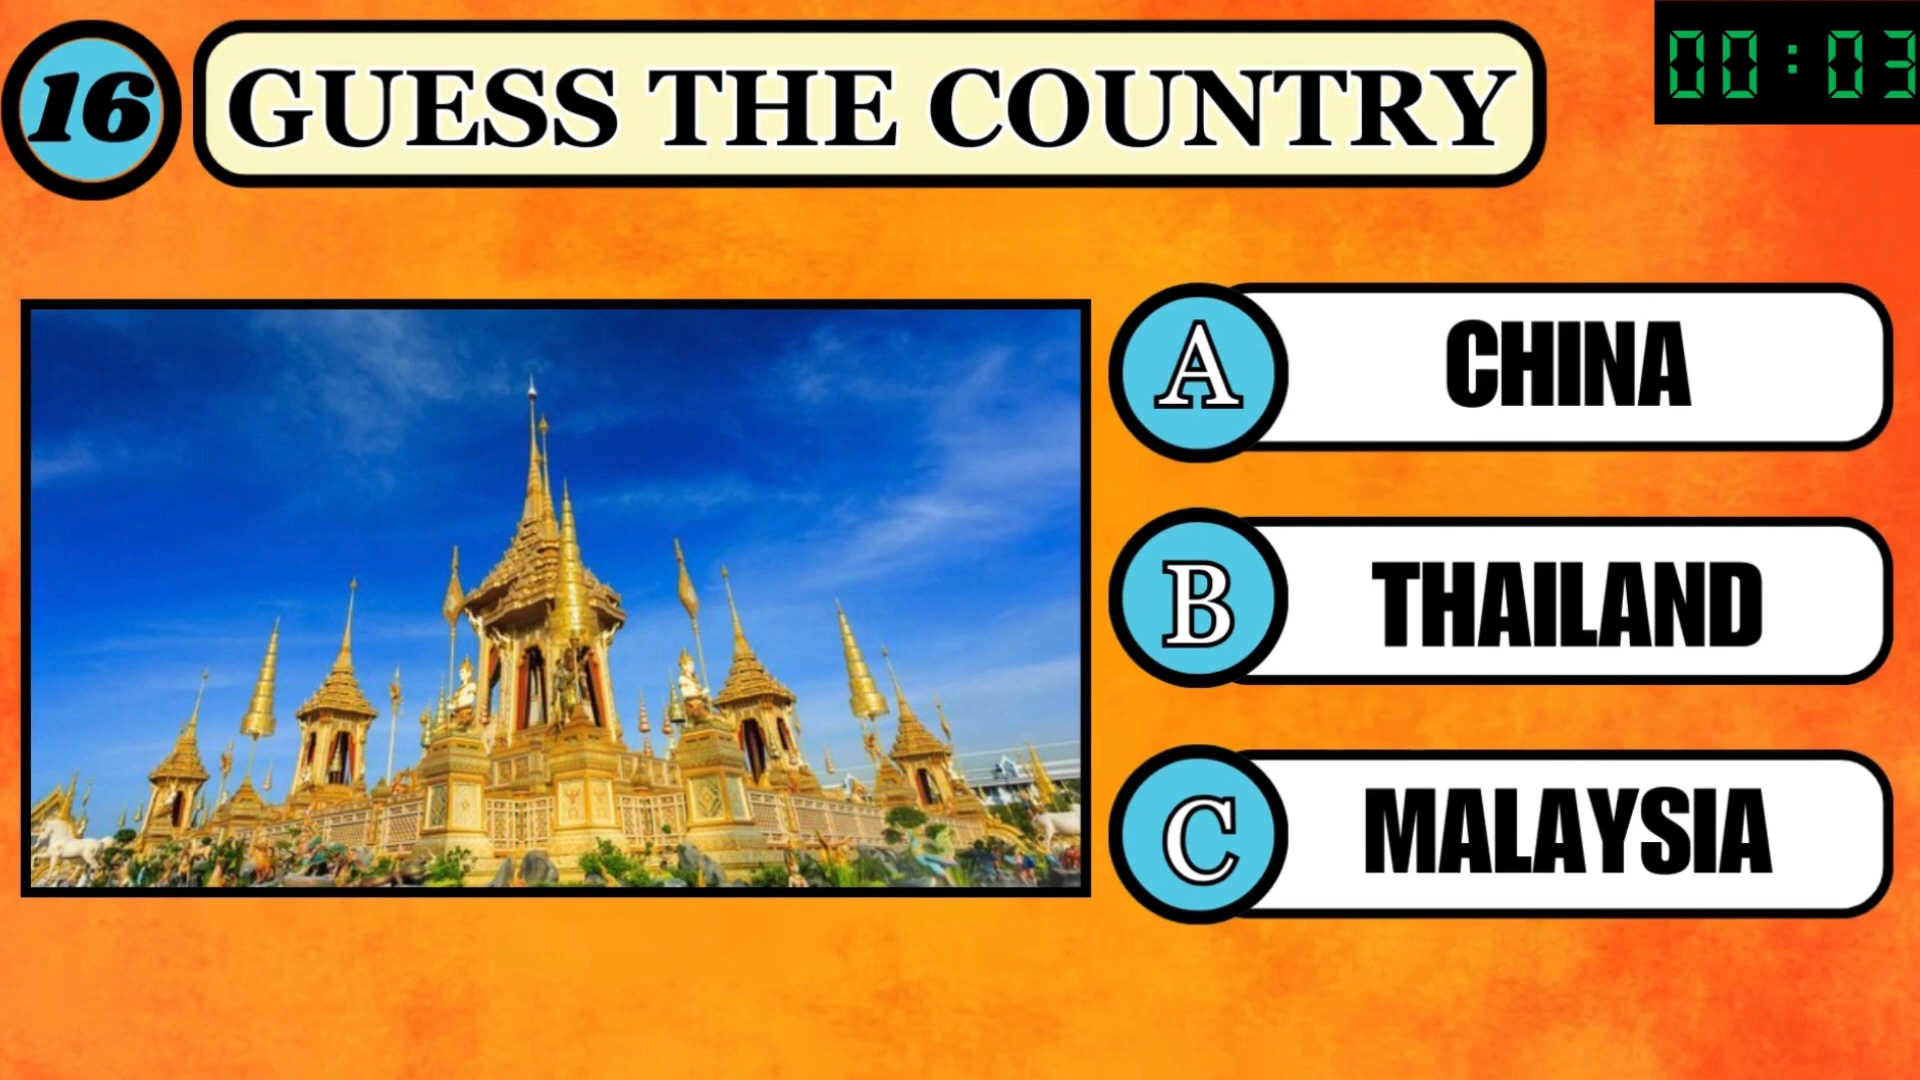 16
GUESS THE COUNTRY
00:03
A
CHINA
B
THAILAND
C
MALAYSIA